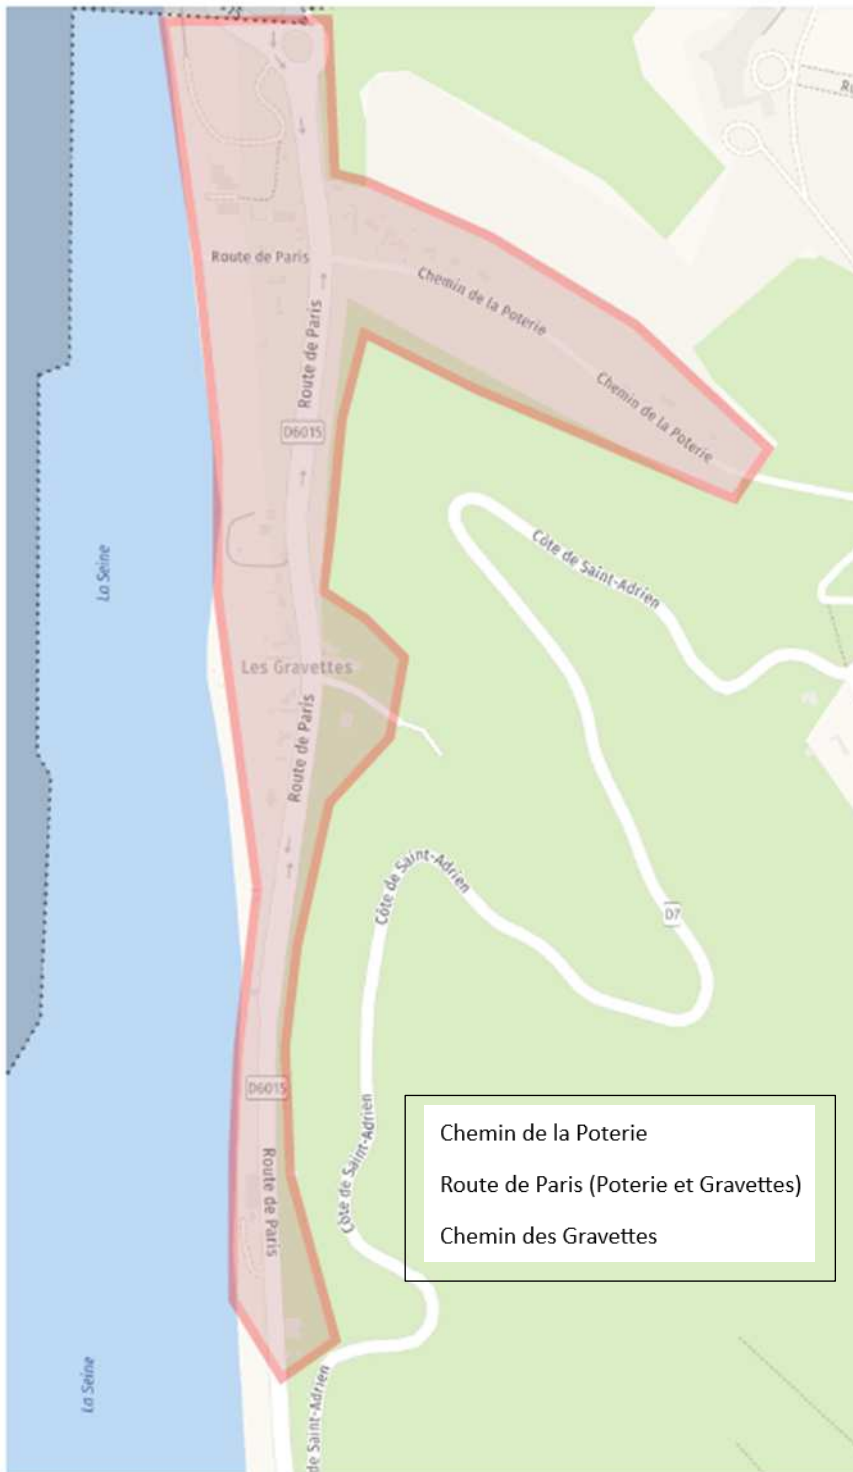 Ru
Route de Paris
Chemin de la Poterie
Route de Paris
Chemin de la Poterie
D6015
Côte de Saint-Adrien
La Seine
Les Gravettes
Route de Paris
Côte de Saint-Adrien
D7
D6015
Côte de Saint-Adrien
Chemin de la Poterie
Route de Paris (Poterie et Gravettes)
Chemin des Gravettes
Route de Paris
La Seine
de Saint-Adrien